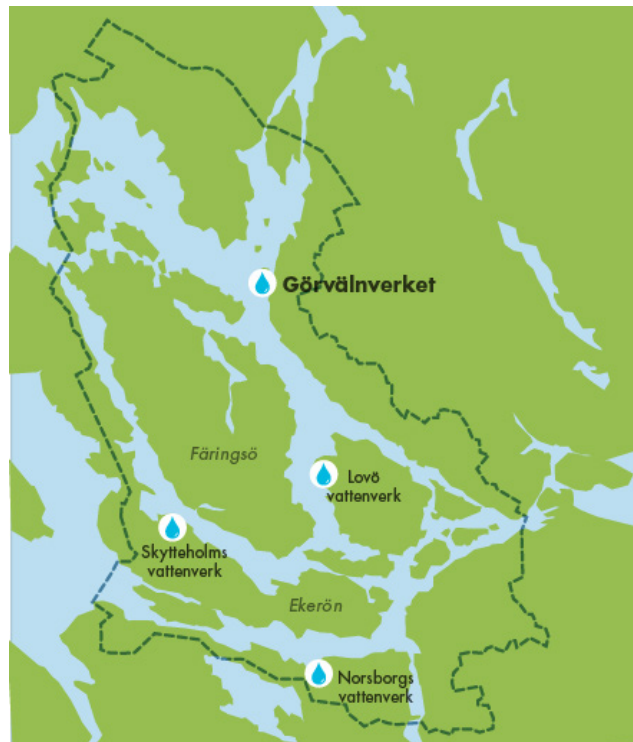 Görvälnverket
Färingsö
Lovö
vattenverk
Skytteholms
vattenverk
Ekerön
Norsborgs
vattenverk